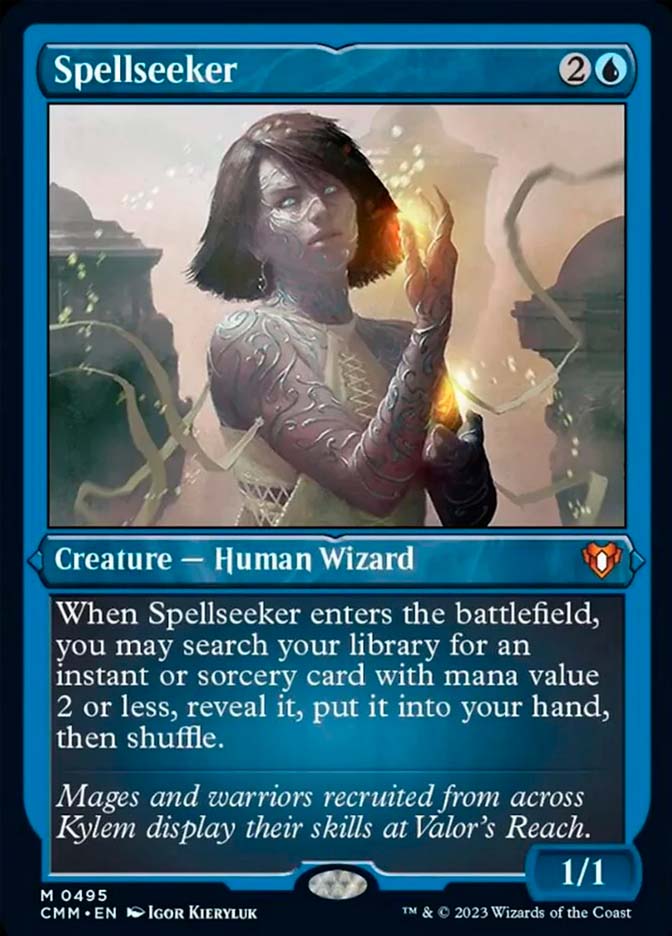 Spellseeker 2
Creature — Human Wizard
When Spellseeker enters the battlefield,
you may search your library for an
instant or sorcery card with mana value
2 or less, reveal it, put it into your hand,
then shuffle.
Mages and warriors recruited from across
Kylem display their skills at Valor's Reach.
1/1
M 0495
CMM • EN Igor Kieryluk
™ & © 2023 Wizards of the Coast